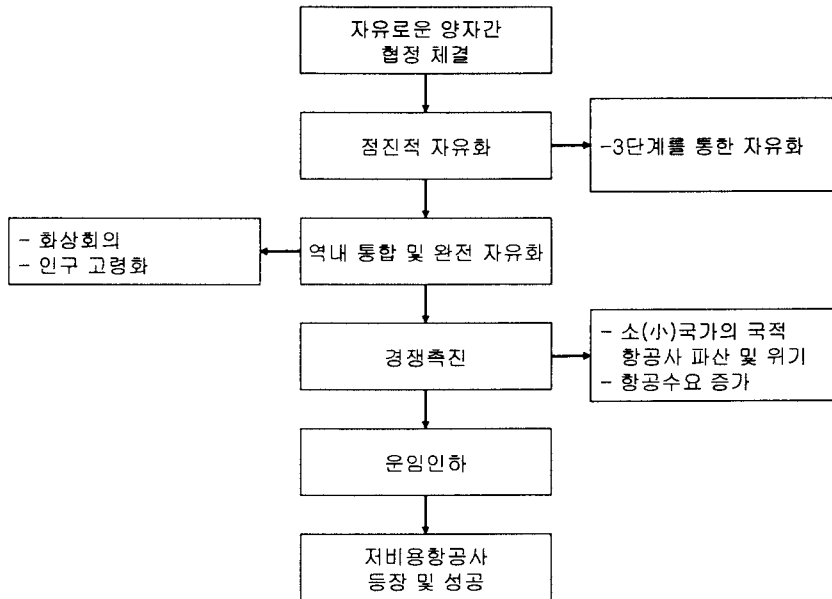 자유로운 양자간
협정 체결
점진적 자유화
-3단계를 통한 자유화
- 화상회의
- 인구 고령화
역내 통합 및 완전 자유화
경쟁촉진
- 소(小)국가의 국적
항공사 파산 및 위기
- 항공수요 증가
운임인하
저비용항공사
등장 및 성공